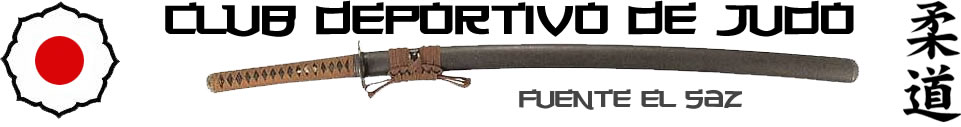 CLUB DEPORTIVO DE JUDO
FUENTE EL SAZ
柔道